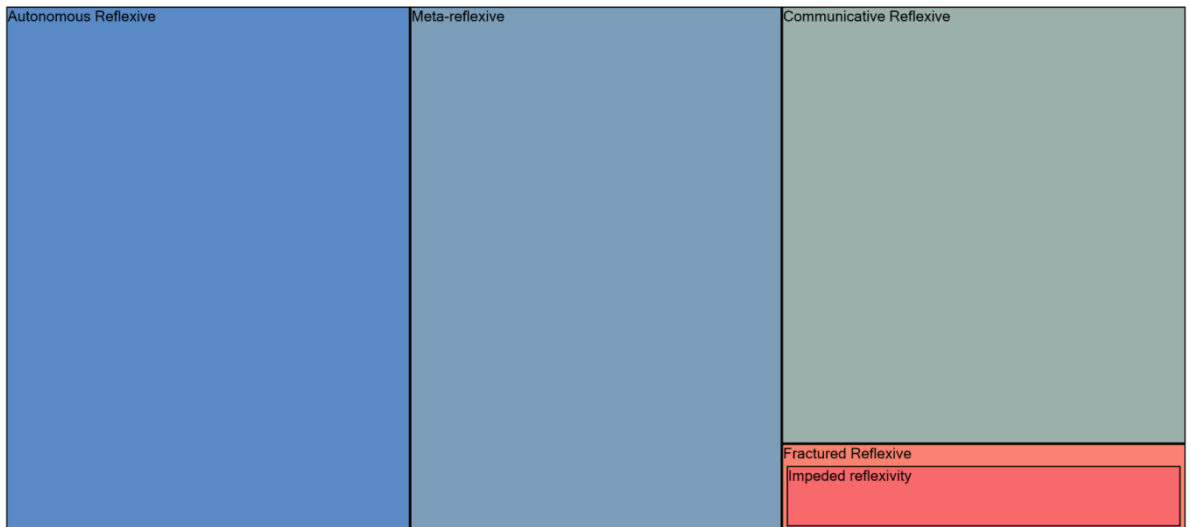 Autonomous Reflexive
Meta-reflexive
Communicative Reflexive
Fractured Reflexive
Impeded reflexivity